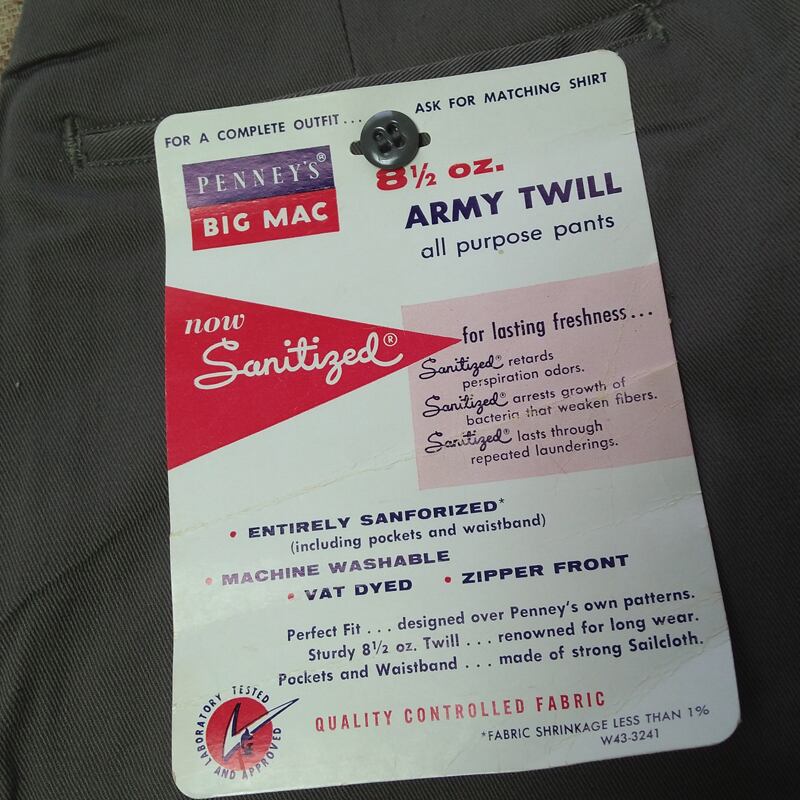 FOR A COMPLETE OUTFIT... ASK FOR MATCHING SHIRT
PENNEY'S®
BIG MAC
8½ oz.
ARMY TWILL
all purpose pants
now
Sanitized®
for lasting freshness...
Sanitized® retards
perspiration odors.
Sanitized® arrests growth of
bacteria that weaken fibers.
Sanitized® lasts through
repeated launderings.
• ENTIRELY SANFORIZED*
(including pockets and waistband)
• MACHINE WASHABLE
• VAT DYED • ZIPPER FRONT
Perfect Fit . . . designed over Penney's own patterns.
Sturdy 8½ oz. Twill . . . renowned for long wear.
Pockets and Waistband . . . made of strong Sailcloth.
LABORATORY TESTED
AND APPROVED
QUALITY CONTROLLED FABRIC
*FABRIC SHRINKAGE LESS THAN 1%
W43-3241